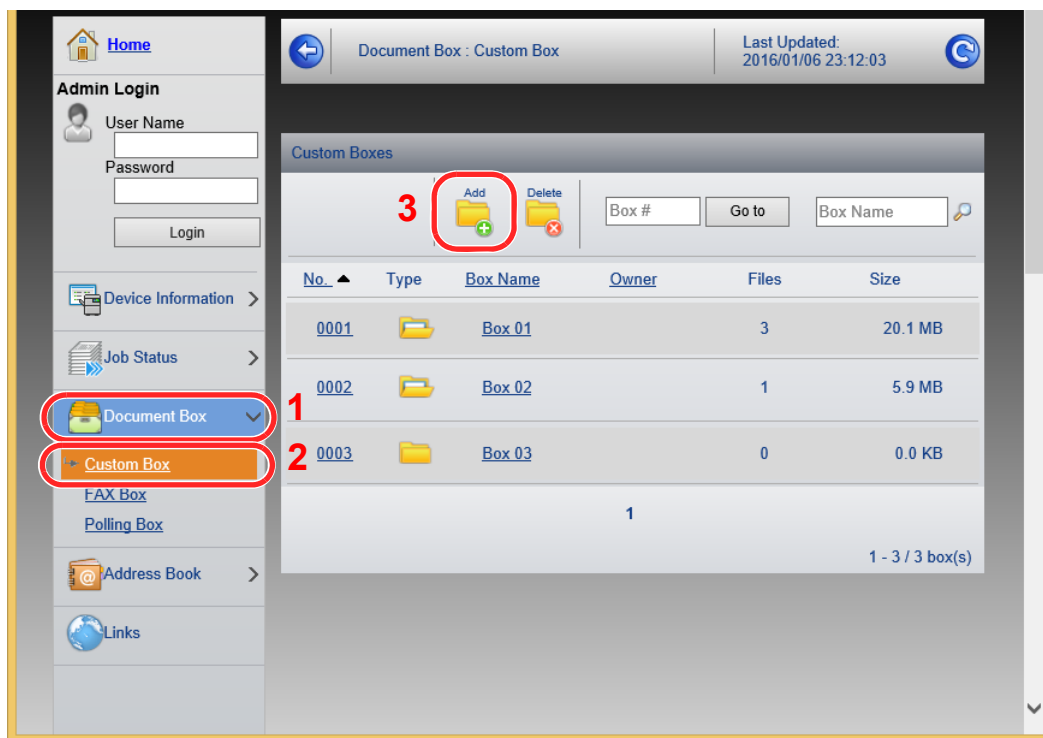 Home
Document Box : Custom Box
Last Updated:
2016/01/06 23:12:03
Admin Login
User Name
Password
Login
Device Information
Job Status
Document Box
1
Custom Box
2
FAX Box
Polling Box
Address Book
Links
Custom Boxes
3
Add
Delete
Box #
Go to
Box Name
No. ▲ Type Box Name Owner Files Size
0001 Box 01 3 20.1 MB
0002 Box 02 1 5.9 MB
0003 Box 03 0 0.0 KB
1
1 - 3 / 3 box(s)